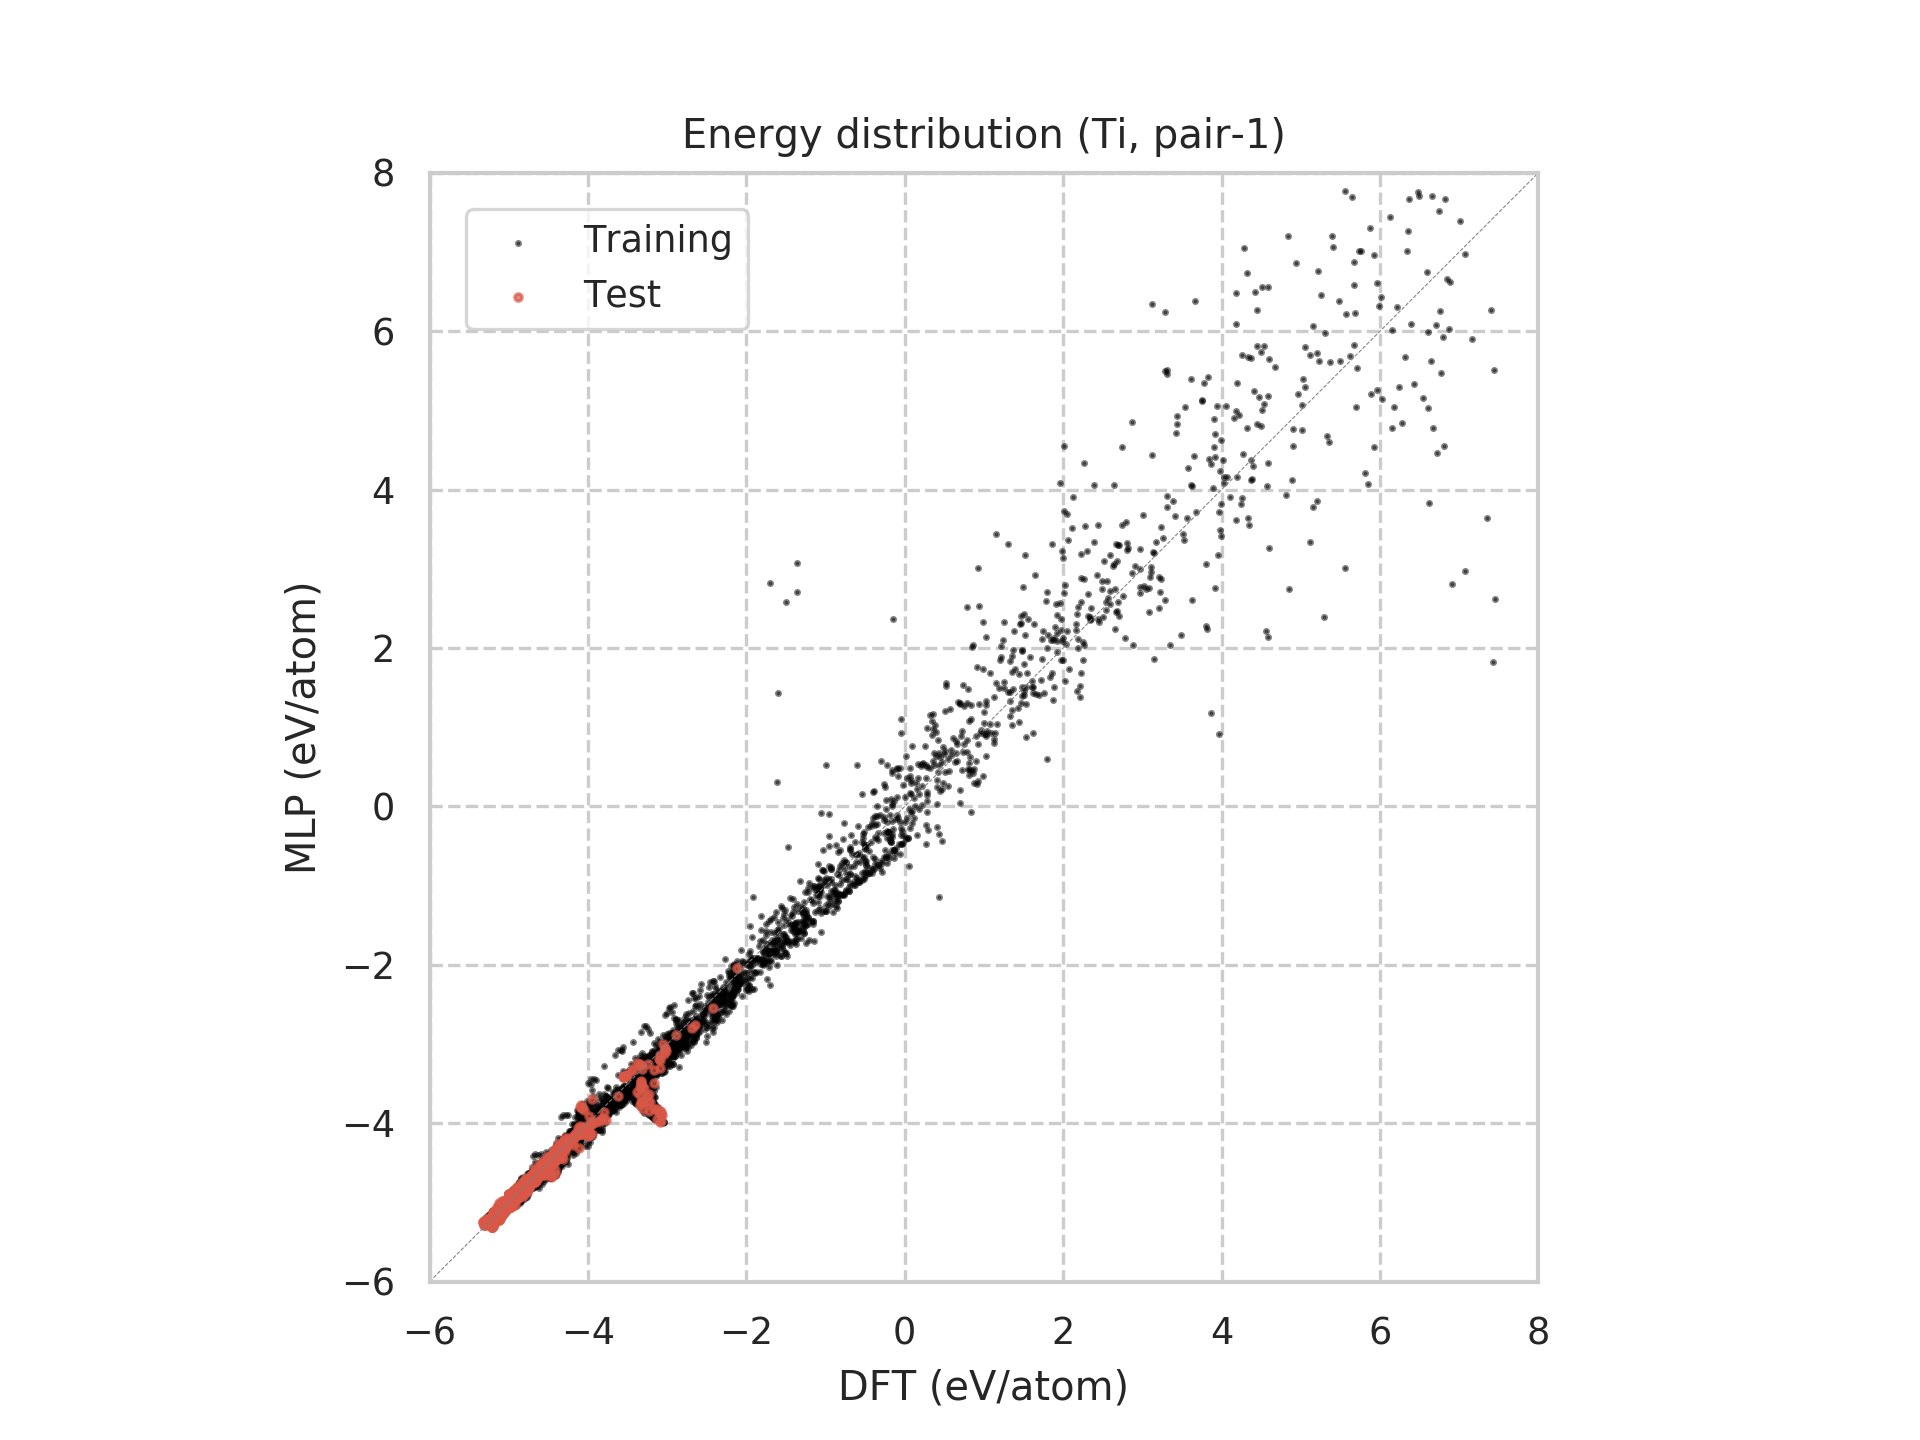 Energy distribution (Ti, pair-1)
Training
Test
MLP (eV/atom)
8
6
4
2
0
−2
−4
−6
−6 −4 −2 0 2 4 6 8
DFT (eV/atom)